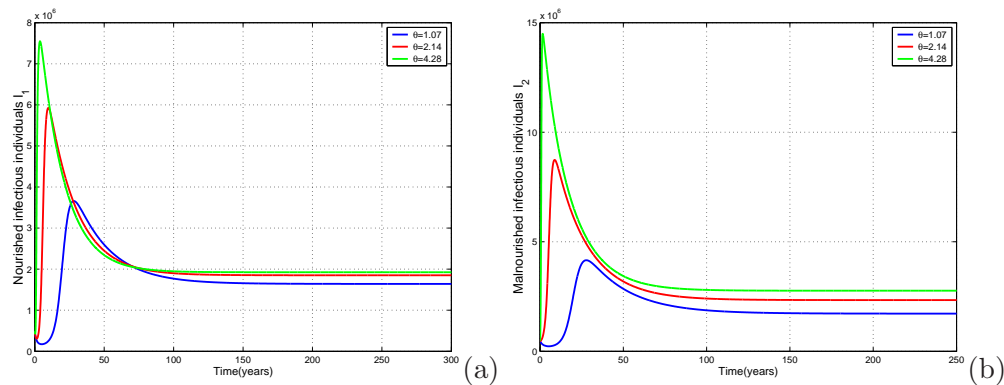 x 10^6
8
7
6
5
4
3
2
1
0
0 50 100 150 200 250 300
Time(years)
Nourished infectious individuals I_1
θ=1.07
θ=2.14
θ=4.28
(a)
x 10^6
15
10
5
0
0 50 100 150 200 250
Time(years)
Malnourished infectious individuals I_2
θ=1.07
θ=2.14
θ=4.28
(b)